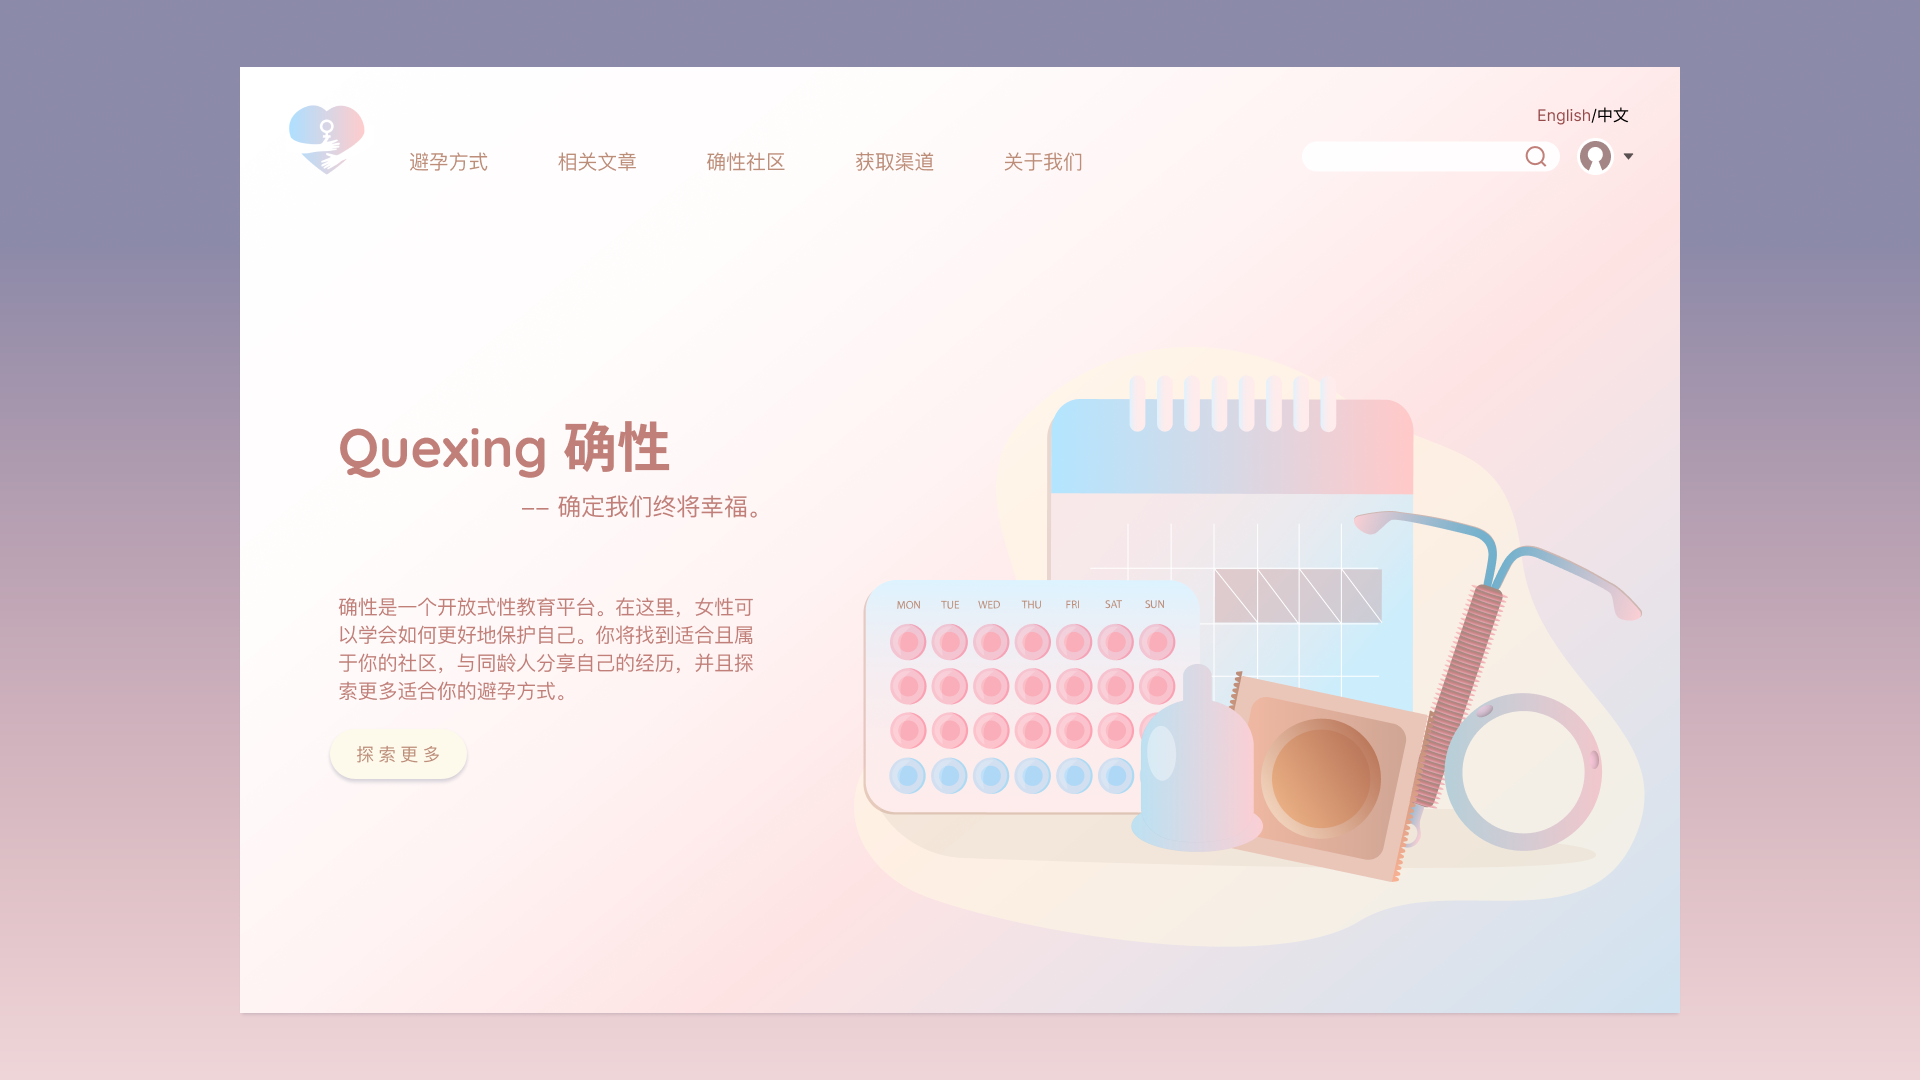 English/中文
避孕方式 相关文章 确性社区 获取渠道 关于我们
Quexing 确性
-- 确定我们终将幸福。
确性是一个开放式性教育平台。在这里，女性可
以学会如何更好地保护自己。你将找到适合且属
于你的社区，与同龄人分享自己的经历，并且探
索更多适合你的避孕方式。
探索更多
MON TUE WED THU FRI SAT SUN